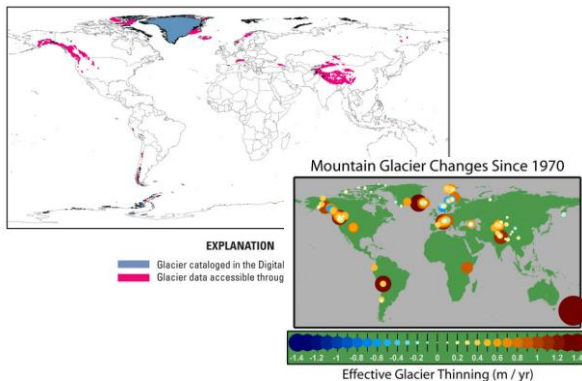 EXPLANATION
Glacier cataloged in the Digital
Glacier data accessible throug
Mountain Glacier Changes Since 1970
-1.4 -1 -0.8 -0.6 -0.4 -0.2 0 0.2 0.4 0.6 0.8 1 1.2 1.4
Effective Glacier Thinning (m / yr)